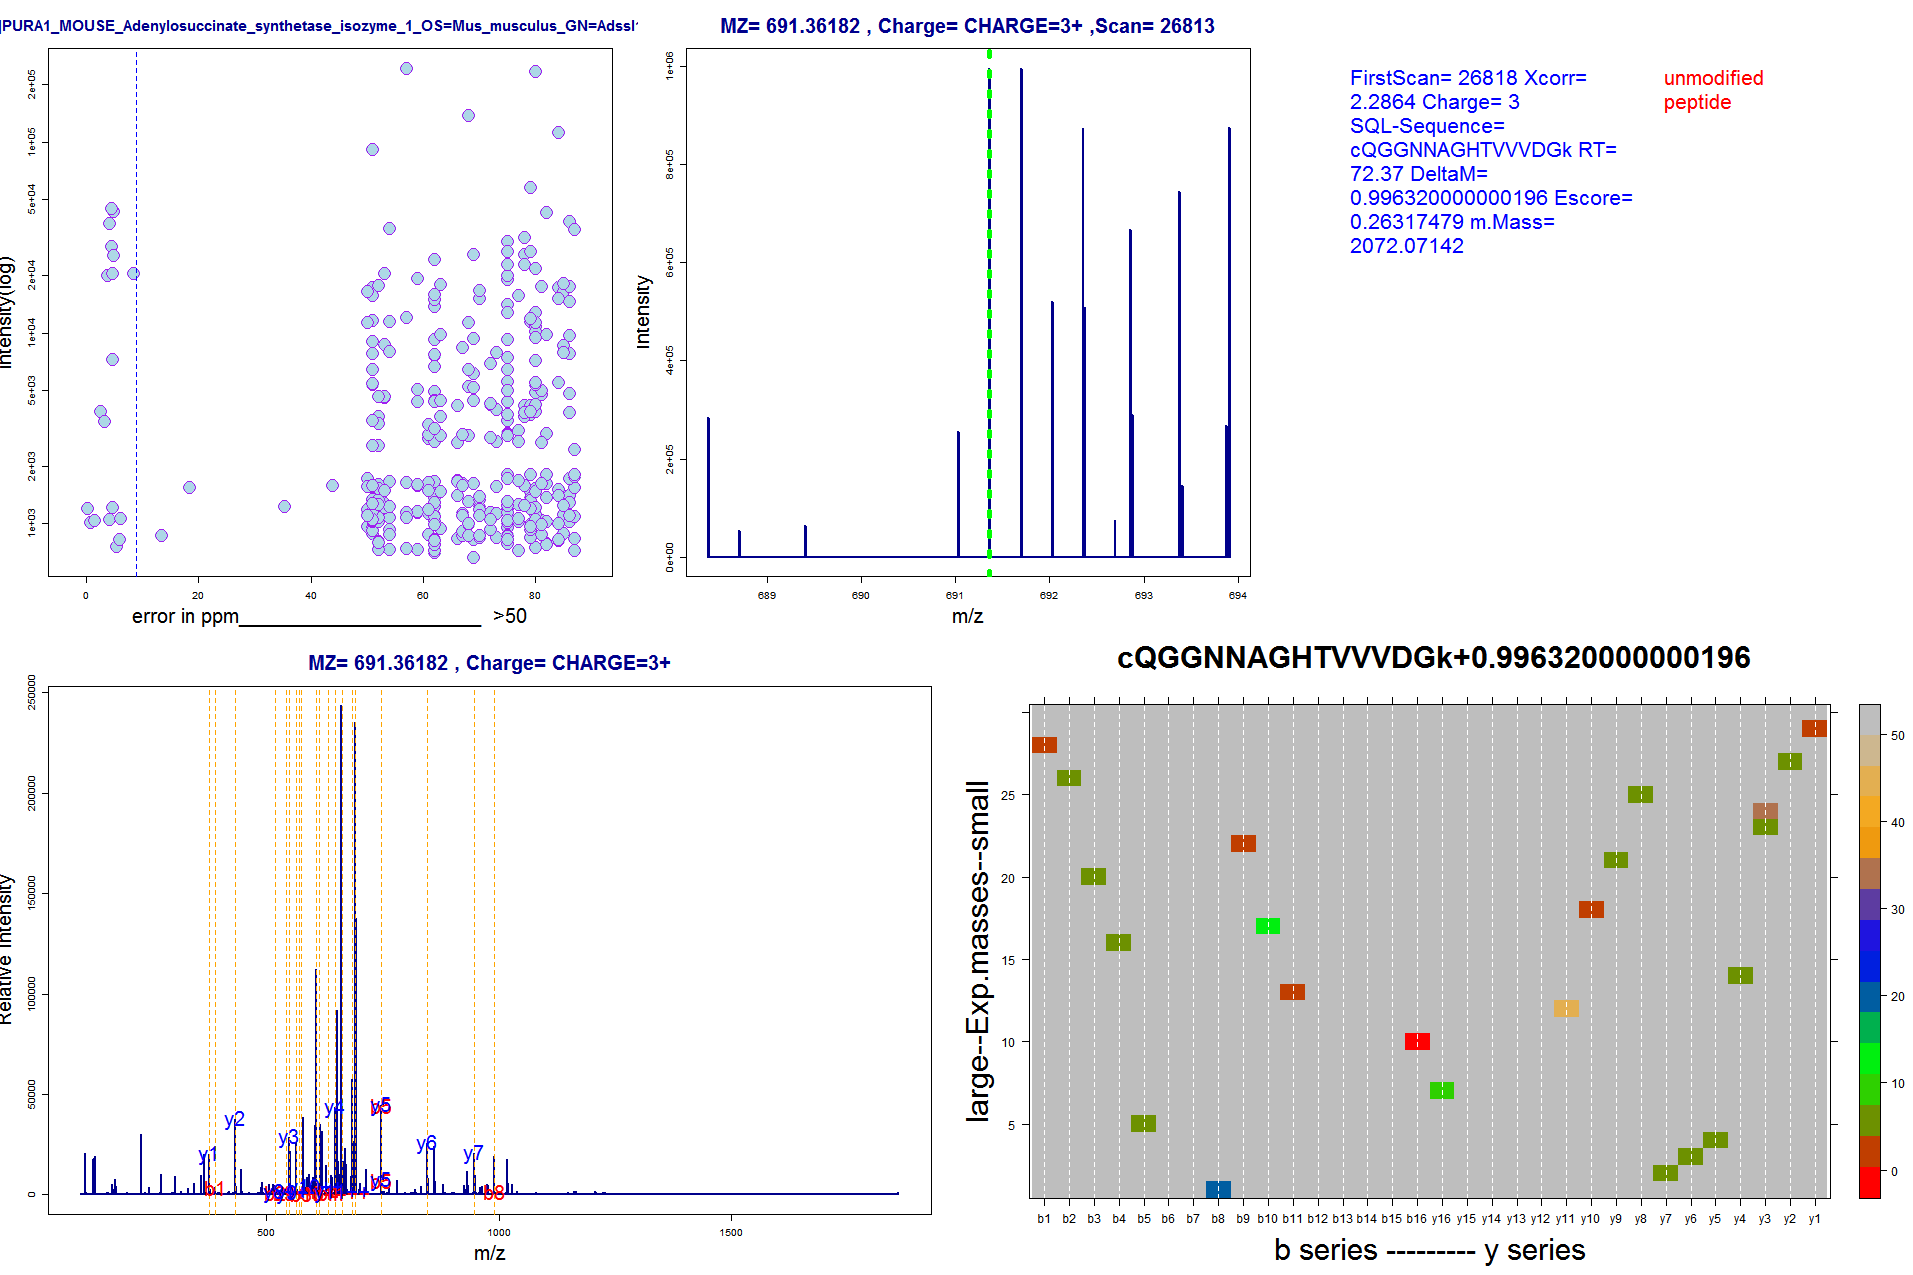 |PURA1_MOUSE_Adenylosuccinate_synthetase_isozyme_1_OS=Mus_musculus_GN=Adssl1
MZ= 691.36182 , Charge= CHARGE=3+ ,Scan= 26813
FirstScan= 26818 Xcorr=
2.2864 Charge= 3
SQL-Sequence=
cQGGNNAGHTVVVDGk RT=
72.37 DeltaM=
0.996320000000196 Escore=
0.26317479 m.Mass=
2072.07142
unmodified
peptide
Intensity(log)
2e+05
1e+05
5e+04
2e+04
1e+04
5e+03
2e+03
1e+03
0 20 40 60 80
error in ppm______________________ >50
Intensity
1e+06
8e+05
6e+05
4e+05
2e+05
0e+00
689 690 691 692 693 694
m/z
MZ= 691.36182 , Charge= CHARGE=3+
Relative Intensity
250000
200000
150000
100000
50000
0
y1
y2
y3
y4
y5
b5
y6
y7
y5
b1
b8
500 1000 1500
m/z
cQGGNNAGHTVVVDGk+0.996320000000196
large--Exp.masses--small
25
20
15
10
5
50
40
30
20
10
0
b1 b2 b3 b4 b5 b6 b7 b8 b9 b10 b11 b12 b13 b14 b15 b16 y16 y15 y14 y13 y12 y11 y10 y9 y8 y7 y6 y5 y4 y3 y2 y1
b series --------- y series